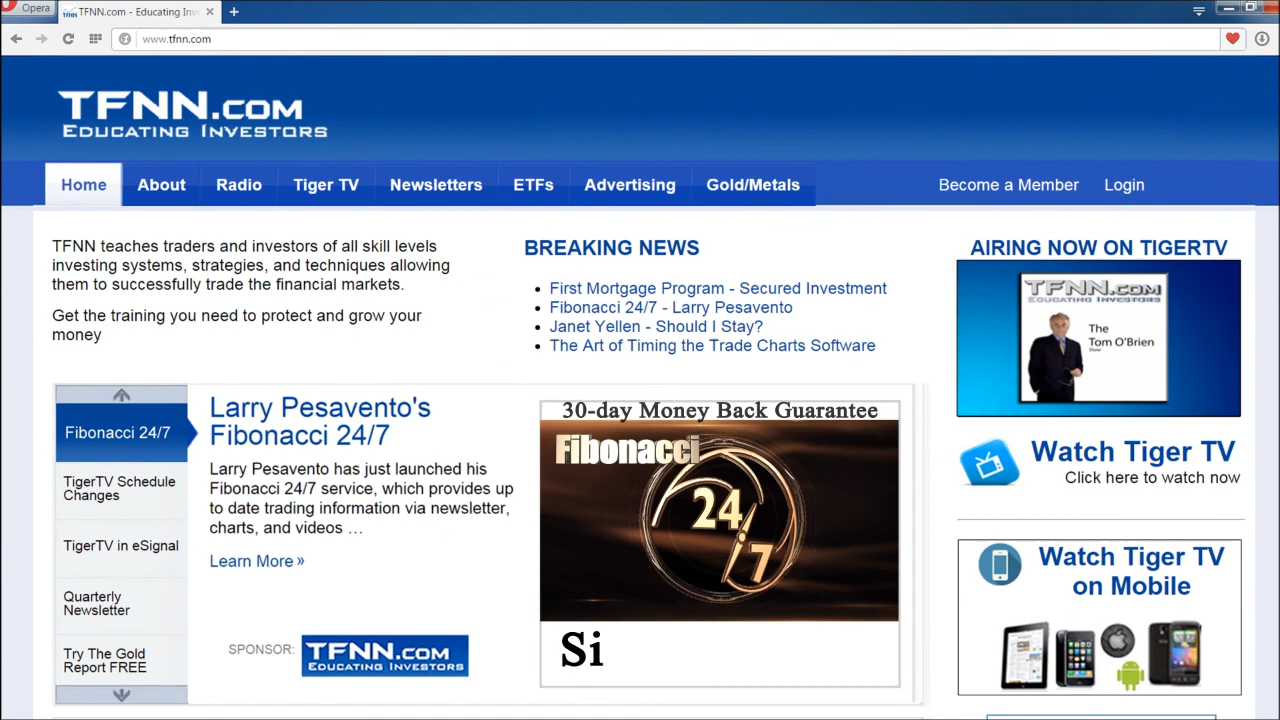 Opera
TFNN.com - Educating Inv
www.tfnn.com
TFNN.com
Educating Investors
Home
About
Radio
Tiger TV
Newsletters
ETFs
Advertising
Gold/Metals
Become a Member
Login
TFNN teaches traders and investors of all skill levels
investing systems, strategies, and techniques allowing
them to successfully trade the financial markets.
Get the training you need to protect and grow your
money
BREAKING NEWS
First Mortgage Program - Secured Investment
Fibonacci 24/7 - Larry Pesavento
Janet Yellen - Should I Stay?
The Art of Timing the Trade Charts Software
AIRING NOW ON TIGERTV
TFNN.com
Educating Investors
The
Tom O'Brien
Show
Watch Tiger TV
Click here to watch now
Fibonacci 24/7
TigerTV Schedule
Changes
TigerTV in eSignal
Quarterly
Newsletter
Try The Gold
Report FREE
Larry Pesavento's
Fibonacci 24/7
Larry Pesavento has just launched his
Fibonacci 24/7 service, which provides up
to date trading information via newsletter,
charts, and videos …
Learn More »
SPONSOR:
TFNN.com
Educating Investors
30-day Money Back Guarantee
Fibonacci
24
7
Si
Watch Tiger TV
on Mobile